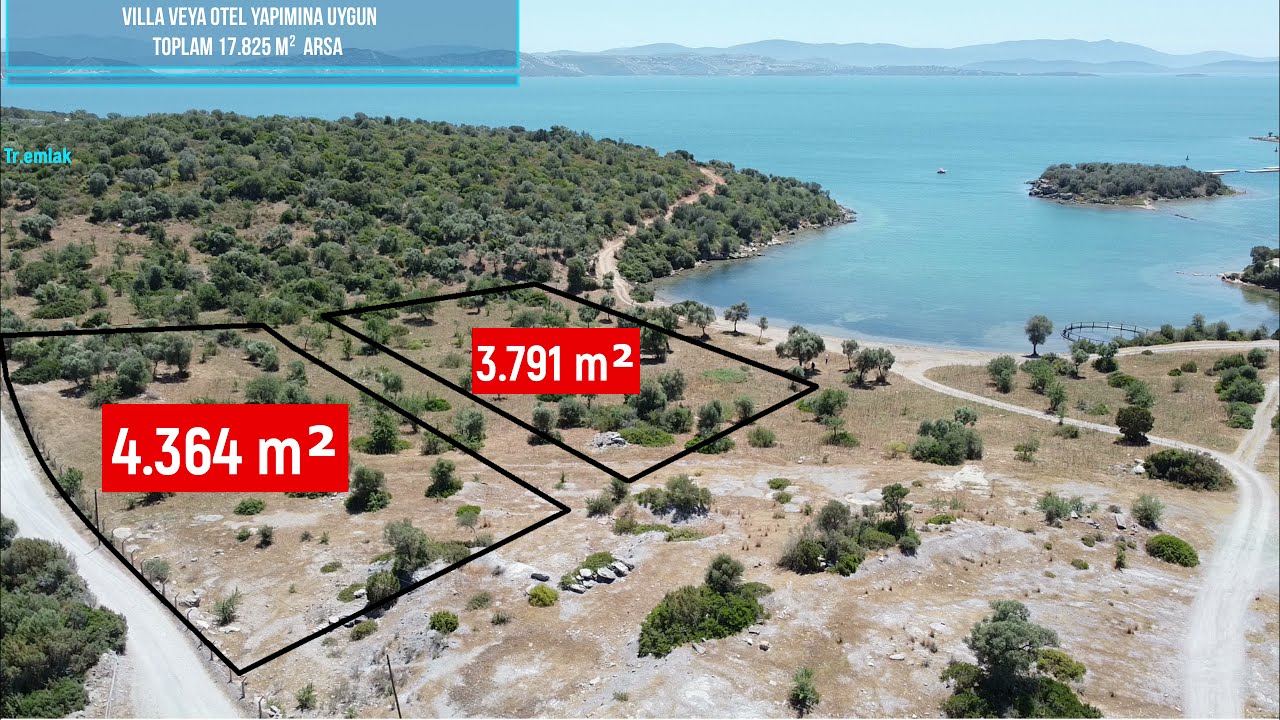 VILLA VEYA OTEL YAPIMINA UYGUN
TOPLAM 17.825 M² ARSA
Tr.emlak
3.791 m²
4.364 m²